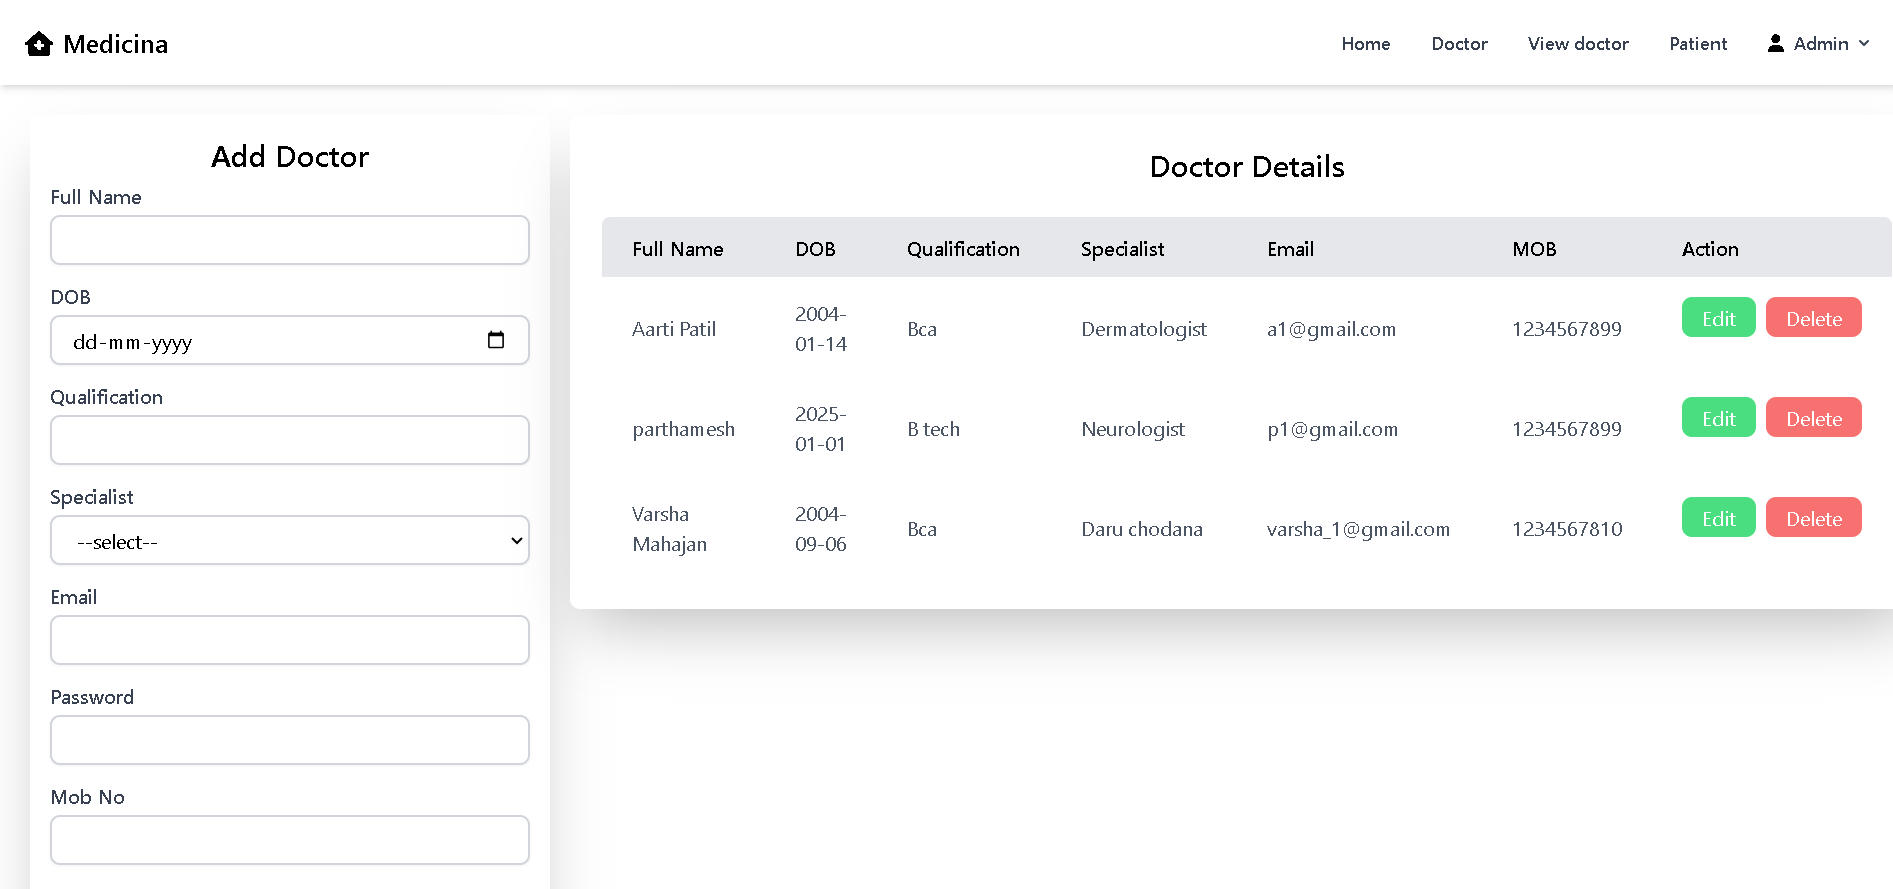 Medicina
Home Doctor View doctor Patient Admin
Add Doctor
Full Name
DOB
dd-mm-yyyy
Qualification
Specialist
--select--
Email
Password
Mob No
Doctor Details
Full Name DOB Qualification Specialist Email MOB Action
Aarti Patil 2004-01-14 Bca Dermatologist a1@gmail.com 1234567899 Edit Delete
parthamesh 2025-01-01 B tech Neurologist p1@gmail.com 1234567899 Edit Delete
Varsha Mahajan 2004-09-06 Bca Daru chodana varsha_1@gmail.com 1234567810 Edit Delete